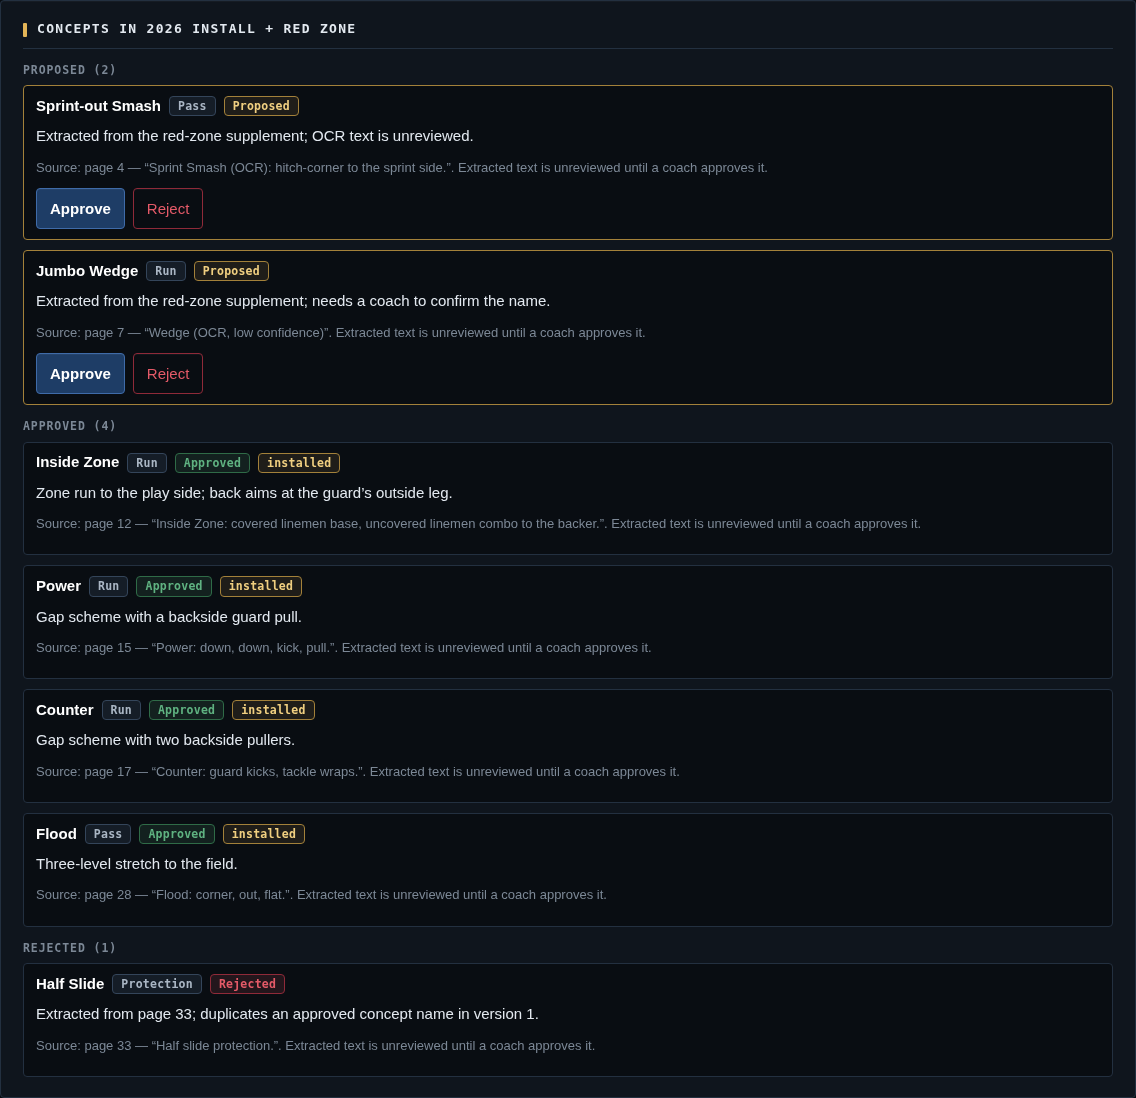 CONCEPTS IN 2026 INSTALL + RED ZONE
PROPOSED (2)
Sprint-out Smash Pass Proposed
Extracted from the red-zone supplement; OCR text is unreviewed.
Source: page 4 — “Sprint Smash (OCR): hitch-corner to the sprint side.”. Extracted text is unreviewed until a coach approves it.
Approve Reject
Jumbo Wedge Run Proposed
Extracted from the red-zone supplement; needs a coach to confirm the name.
Source: page 7 — “Wedge (OCR, low confidence)”. Extracted text is unreviewed until a coach approves it.
Approve Reject
APPROVED (4)
Inside Zone Run Approved installed
Zone run to the play side; back aims at the guard’s outside leg.
Source: page 12 — “Inside Zone: covered linemen base, uncovered linemen combo to the backer.”. Extracted text is unreviewed until a coach approves it.
Power Run Approved installed
Gap scheme with a backside guard pull.
Source: page 15 — “Power: down, down, kick, pull.”. Extracted text is unreviewed until a coach approves it.
Counter Run Approved installed
Gap scheme with two backside pullers.
Source: page 17 — “Counter: guard kicks, tackle wraps.”. Extracted text is unreviewed until a coach approves it.
Flood Pass Approved installed
Three-level stretch to the field.
Source: page 28 — “Flood: corner, out, flat.”. Extracted text is unreviewed until a coach approves it.
REJECTED (1)
Half Slide Protection Rejected
Extracted from page 33; duplicates an approved concept name in version 1.
Source: page 33 — “Half slide protection.”. Extracted text is unreviewed until a coach approves it.